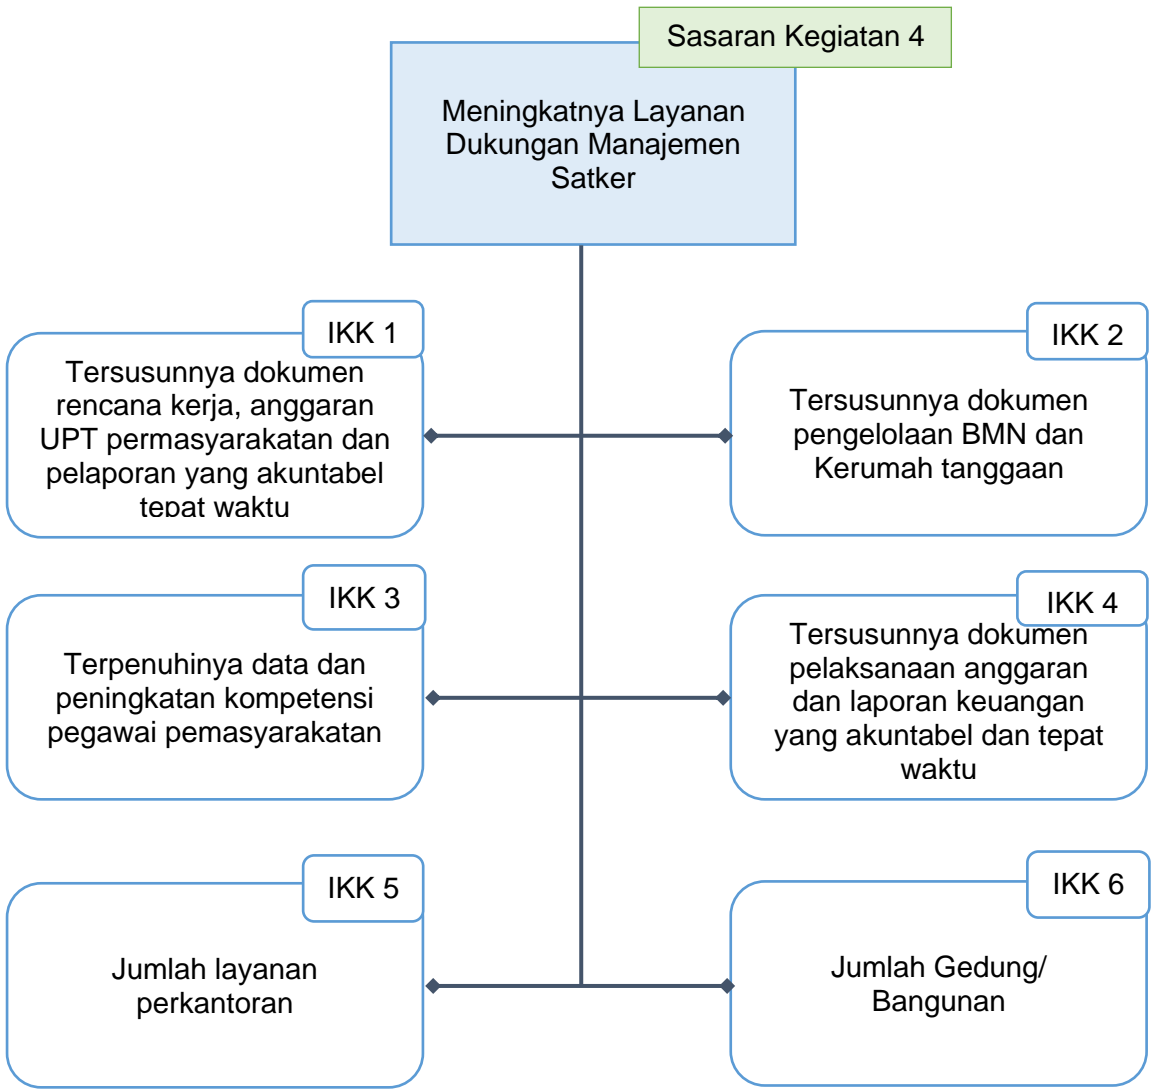 Sasaran Kegiatan 4
Meningkatnya Layanan
Dukungan Manajemen
Satker
IKK 1
Tersusunnya dokumen
rencana kerja, anggaran
UPT permasyarakatan dan
pelaporan yang akuntabel
tepat waktu
IKK 2
Tersusunnya dokumen
pengelolaan BMN dan
Kerumah tanggaan
IKK 3
Terpenuhinya data dan
peningkatan kompetensi
pegawai pemasyarakatan
IKK 4
Tersusunnya dokumen
pelaksanaan anggaran
dan laporan keuangan
yang akuntabel dan tepat
waktu
IKK 5
Jumlah layanan
perkantoran
IKK 6
Jumlah Gedung/
Bangunan